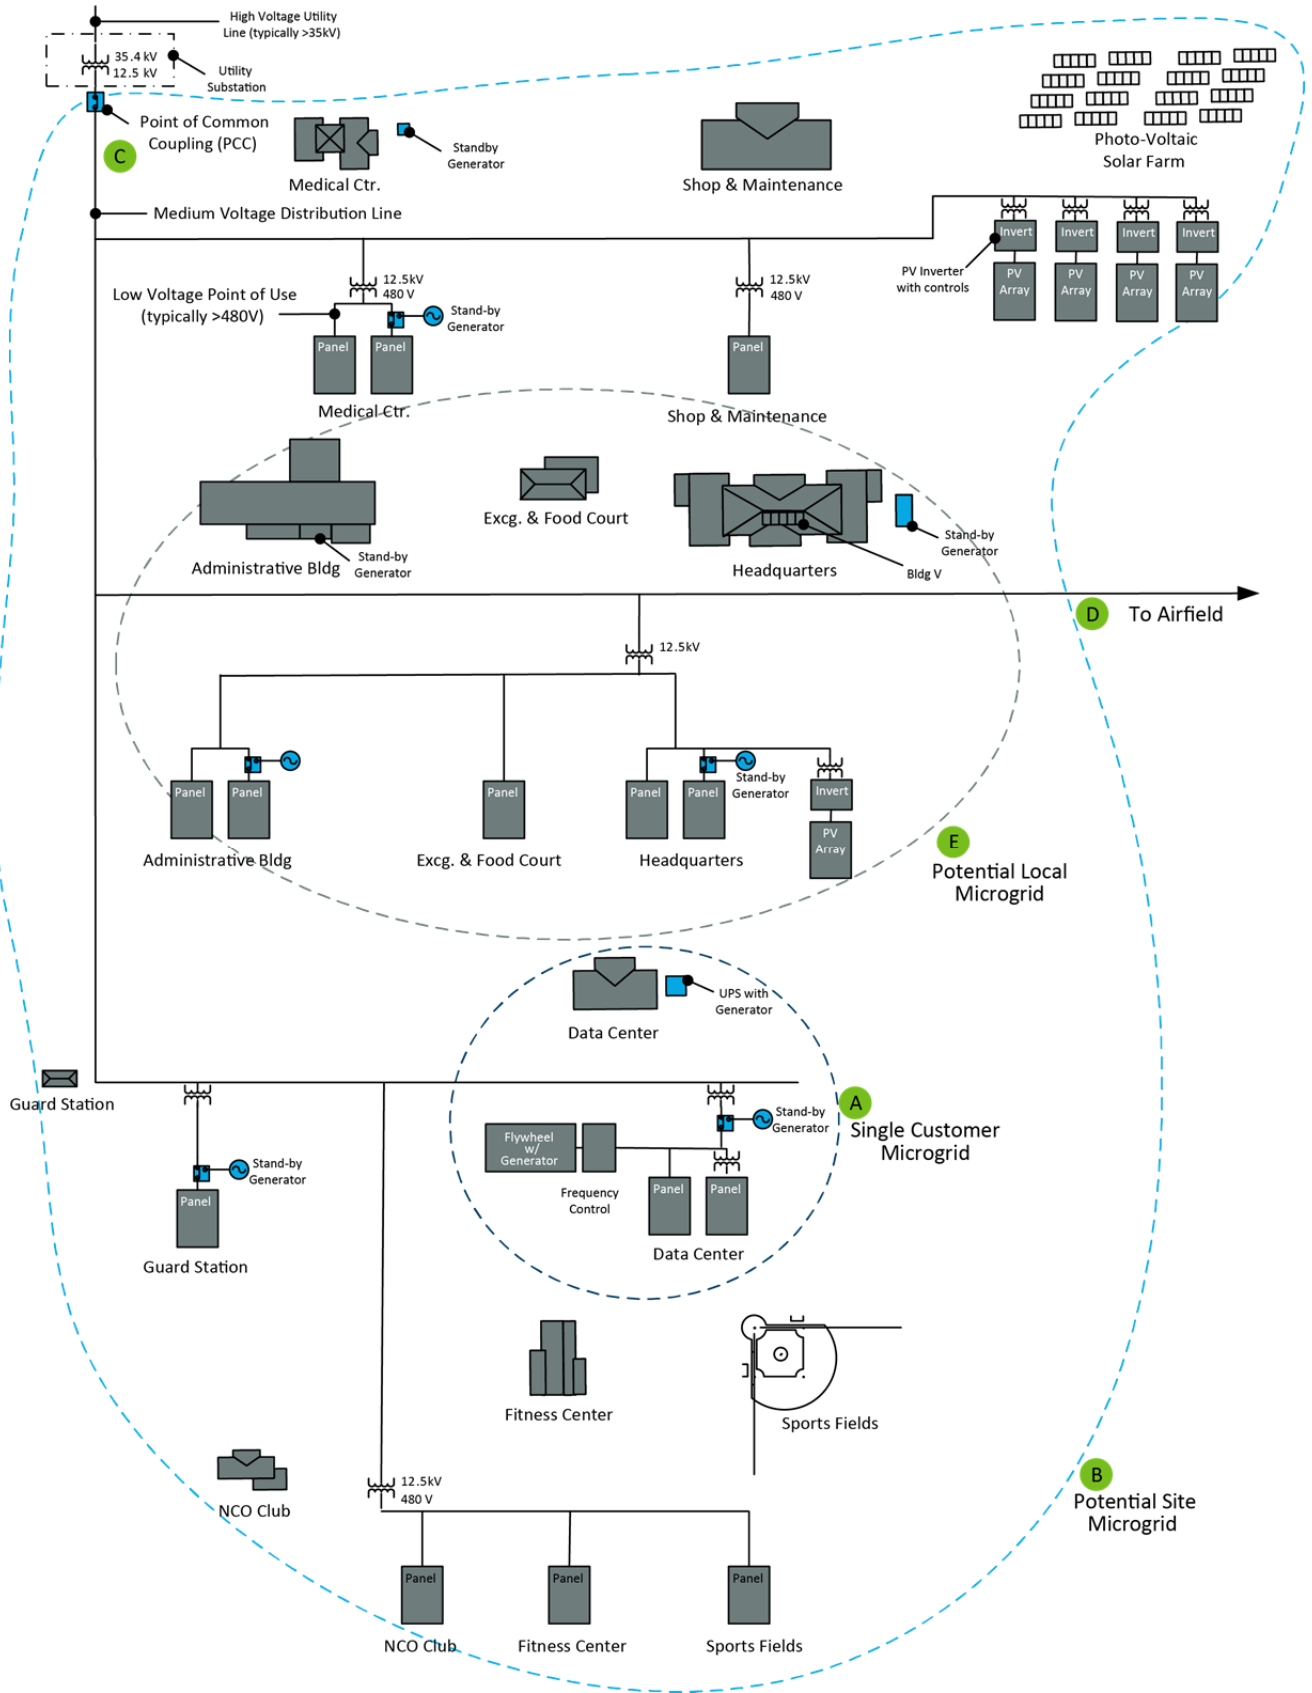 High Voltage Utility
Line (typically >35kV)
35.4 kV
12.5 kV
Utility
Substation
Point of Common
Coupling (PCC)
C
Medical Ctr.
Standby
Generator
Shop & Maintenance
Photo-Voltaic
Solar Farm
Medium Voltage Distribution Line
Invert
Invert
Invert
Invert
PV Inverter
with controls
PV
Array
PV
Array
PV
Array
PV
Array
12.5kV
480 V
12.5kV
480 V
Low Voltage Point of Use
(typically >480V)
Stand-by
Generator
Panel
Panel
Panel
Medical Ctr.
Shop & Maintenance
Excg. & Food Court
Stand-by
Generator
Administrative Bldg
Stand-by
Generator
Headquarters
Bldg V
D
To Airfield
12.5kV
Stand-by
Generator
Panel
Panel
Panel
Panel
Panel
Invert
PV
Array
Administrative Bldg
Excg. & Food Court
Headquarters
E
Potential Local
Microgrid
UPS with
Generator
Data Center
Guard Station
A
Single Customer
Microgrid
Stand-by
Generator
Flywheel
w/
Generator
Frequency
Control
Panel
Panel
Data Center
Stand-by
Generator
Panel
Guard Station
Fitness Center
Sports Fields
NCO Club
B
Potential Site
Microgrid
12.5kV
480 V
Panel
Panel
Panel
NCO Club
Fitness Center
Sports Fields